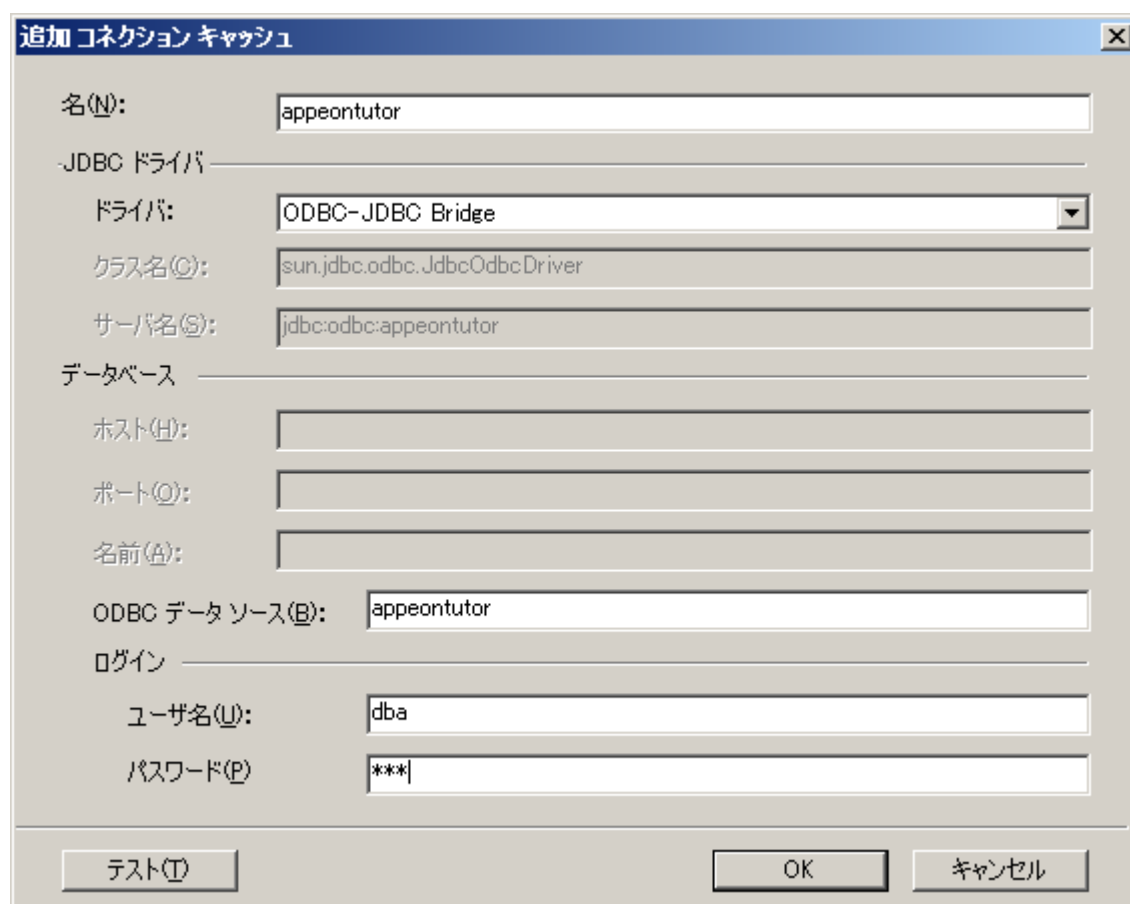 追加 コネクション キャッシュ
名(N): appeontutor
JDBC ドライバ
ドライバ: ODBC-JDBC Bridge
クラス名(C): sun.jdbc.odbc.JdbcOdbcDriver
サーバ名(S): jdbc:odbc:appeontutor
データベース
ホスト(H):
ポート(O):
名前(A):
ODBC データ ソース(B): appeontutor
ログイン
ユーザ名(U): dba
パスワード(P) ***
テスト(T) OK キャンセル